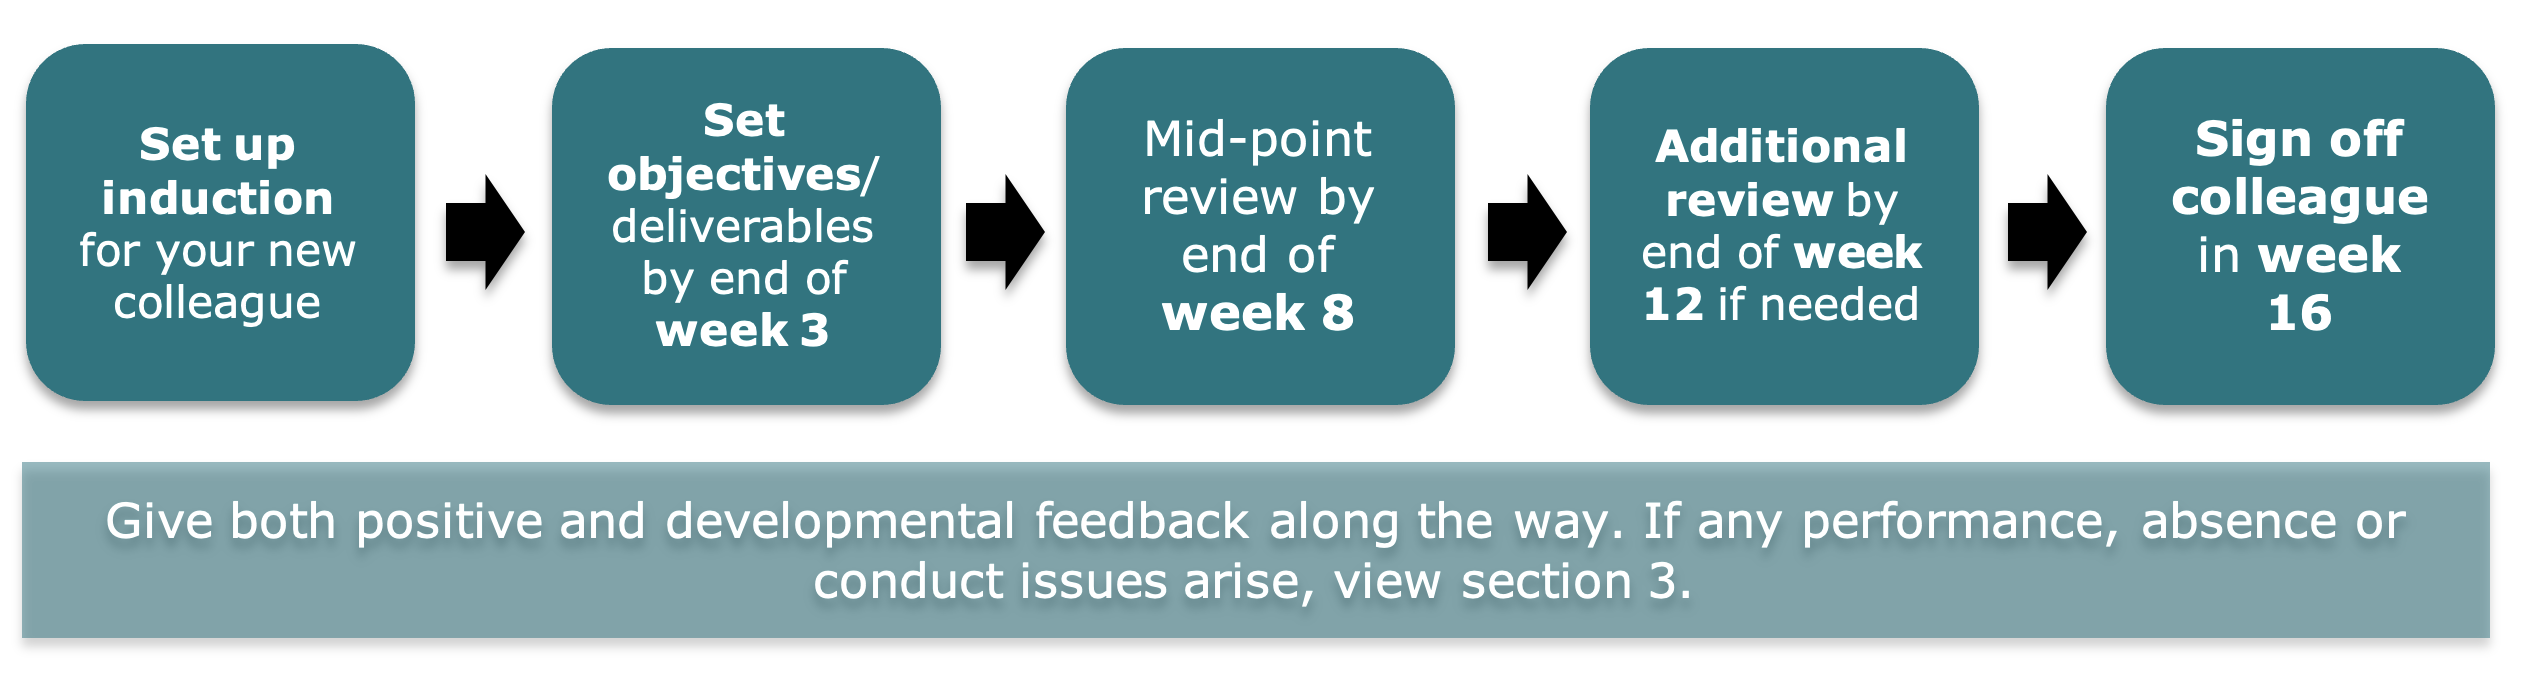 Set up
induction
for your new
colleague
Set
objectives/
deliverables
by end of
week 3
Mid-point
review by
end of
week 8
Additional
review by
end of week
12 if needed
Sign off
colleague
in week
16
Give both positive and developmental feedback along the way. If any performance, absence or
conduct issues arise, view section 3.